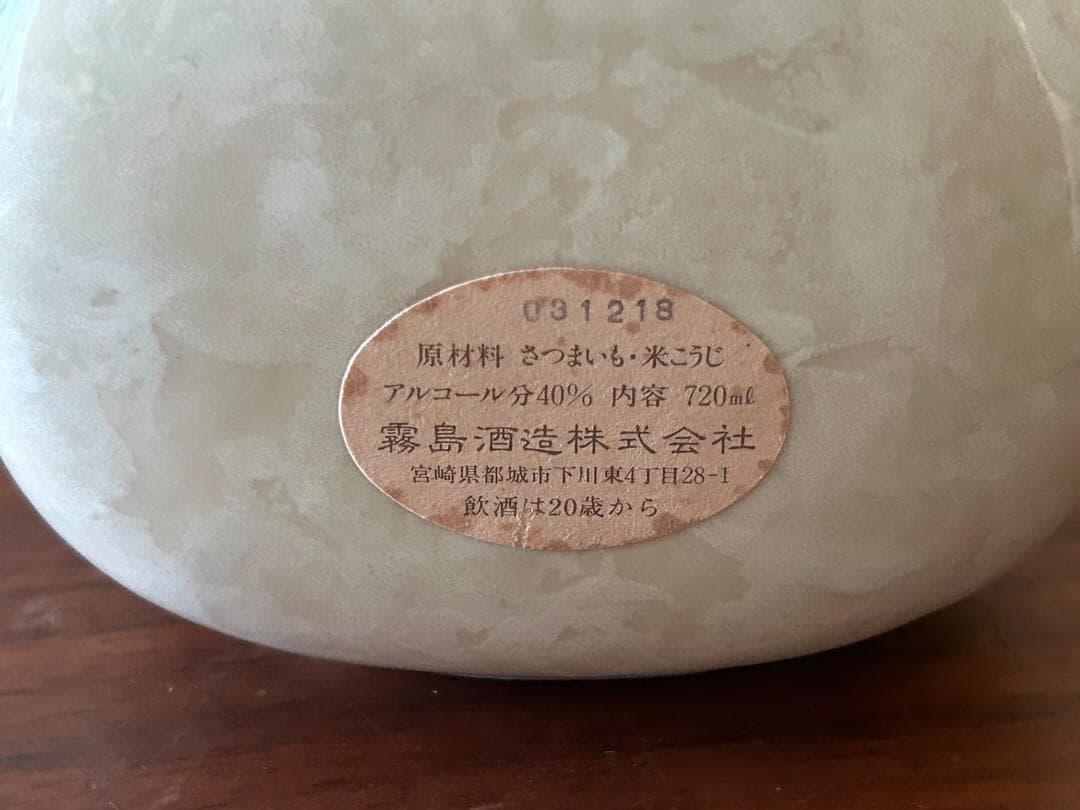 031218
原材料 さつまいも・米こうじ
アルコール分40% 内容 720ml
霧島酒造株式会社
宮崎県都城市下川東4丁目28-1
飲酒は20歳から